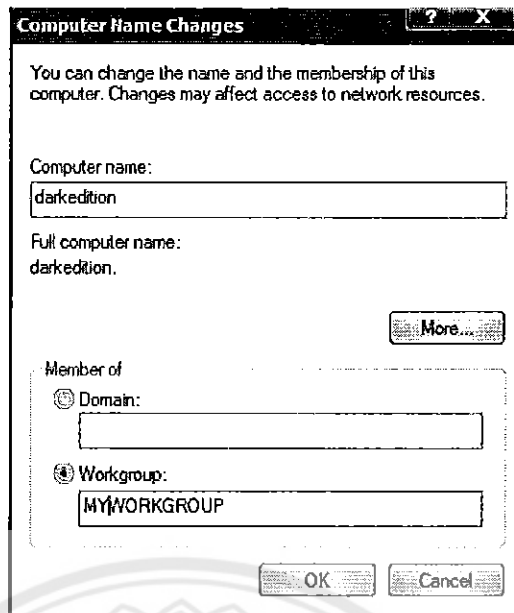 Computer Name Changes
? X
You can change the name and the membership of this
computer. Changes may affect access to network resources.
Computer name:
darkedition
Full computer name:
darkedition.
More...
Member of
Domain:
Workgroup:
MYWORKGROUP
OK Cancel